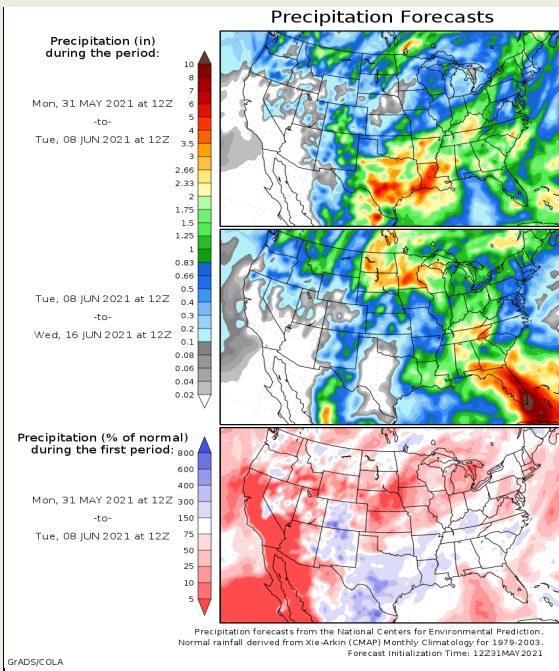 Precipitation Forecasts
Precipitation (in)
during the period:
Mon, 31 MAY 2021 at 12Z
-to-
Tue, 08 JUN 2021 at 12Z
10
8
7
6
5
4
3.5
3
2.66
2.33
2
1.75
1.5
1.25
1
0.83
0.66
0.5
0.4
0.3
0.2
0.1
0.08
0.06
0.04
0.02
Tue, 08 JUN 2021 at 12Z
-to-
Wed, 16 JUN 2021 at 12Z
Precipitation (% of normal)
during the first period:
Mon, 31 MAY 2021 at 12Z
-to-
Tue, 08 JUN 2021 at 12Z
800
600
400
300
150
75
50
25
10
5
Precipitation forecasts from the National Centers for Environmental Prediction.
Normal rainfall derived from Xie-Arkin (CMAP) Monthly Climatology for 1979-2003.
Forecast Initialization Time: 12Z31MAY2021
GrADS/COLA